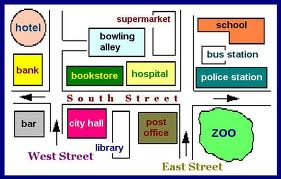 hotel
supermarket
bowling
alley
school
bus station
bank
bookstore
hospital
police station
South Street
bar
city hall
library
post
office
ZOO
West Street
East Street